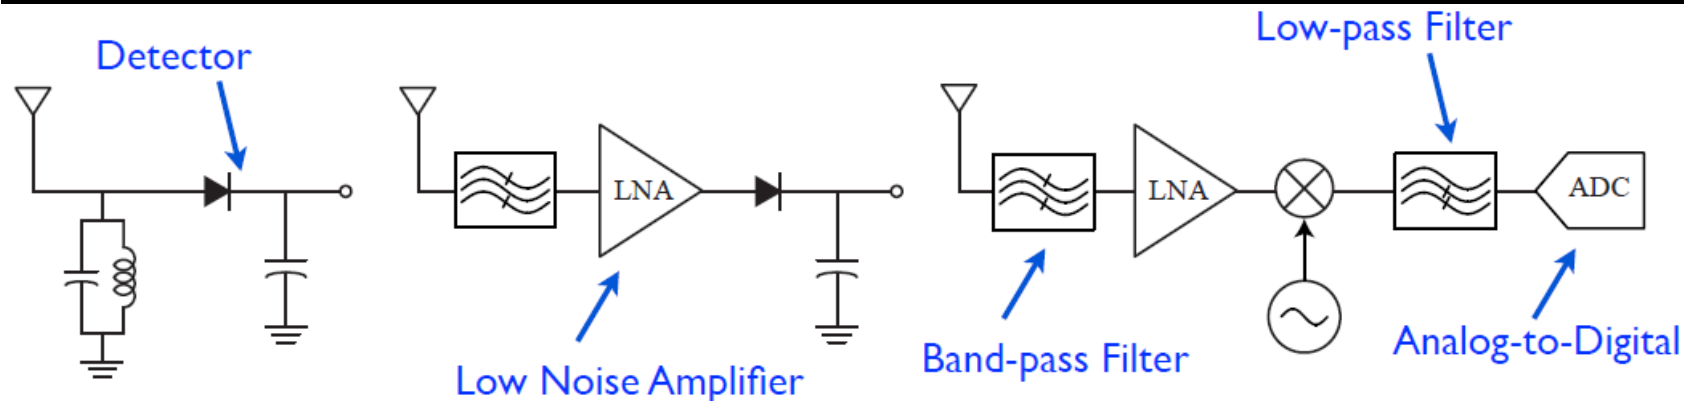 Low-pass Filter
Detector
LNA
LNA
ADC
Band-pass Filter
Analog-to-Digital
Low Noise Amplifier